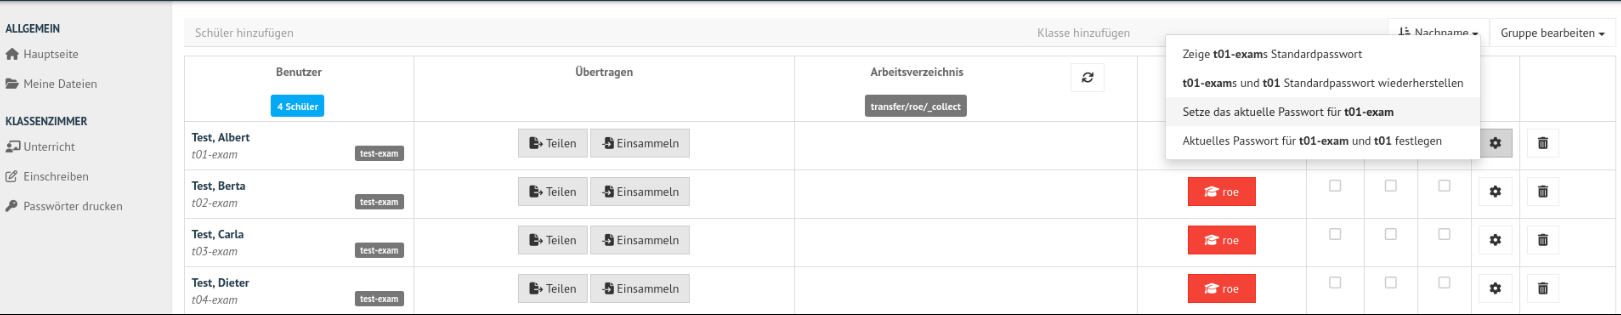 ALLGEMEIN
Hauptseite
Meine Dateien
KLASSENZIMMER
Unterricht
Einschreiben
Passwörter drucken
Schüler hinzufügen
Klasse hinzufügen
Nachname
Gruppe bearbeiten
Benutzer
4 Schüler
Übertragen
Arbeitsverzeichnis
transfer/roe/_collect
Zeige t01-exams Standardpasswort
t01-exams und t01 Standardpasswort wiederherstellen
Setze das aktuelle Passwort für t01-exam
Aktuelles Passwort für t01-exam und t01 festlegen
Test, Albert
t01-exam
test-exam
Teilen
Einsammeln
Test, Berta
t02-exam
test-exam
Teilen
Einsammeln
roe
Test, Carla
t03-exam
test-exam
Teilen
Einsammeln
roe
Test, Dieter
t04-exam
test-exam
Teilen
Einsammeln
roe